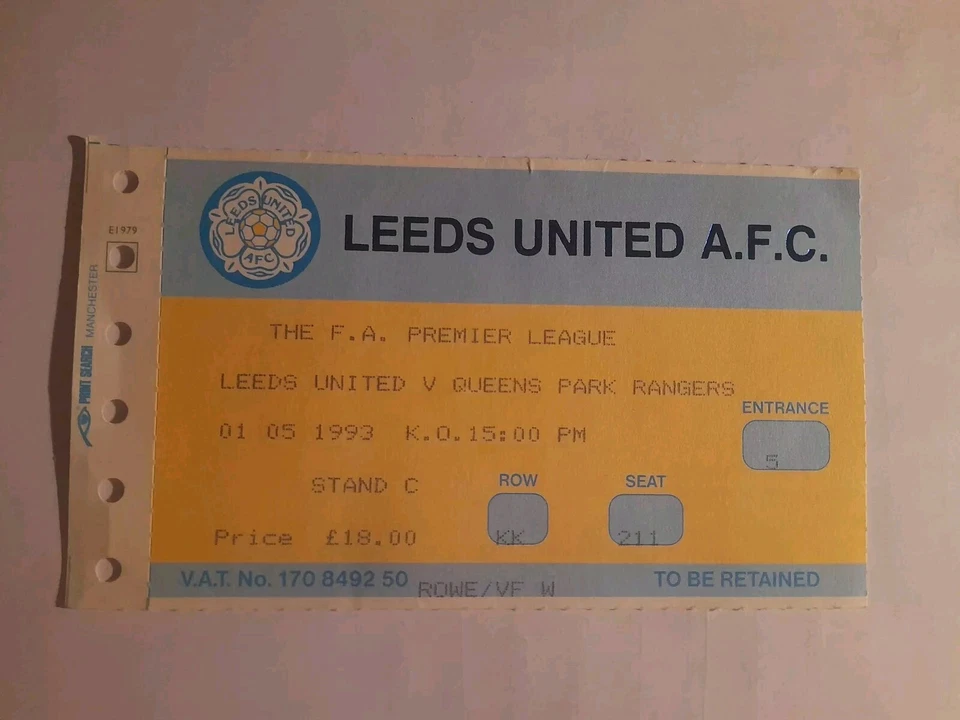 LEEDS UNITED
AFC
LEEDS UNITED A.F.C.
E1979
PRINT SEARCH MANCHESTER
THE F.A. PREMIER LEAGUE
LEEDS UNITED V QUEENS PARK RANGERS
01 05 1993 K.O.15:00 PM
ENTRANCE
5
STAND C
ROW
SEAT
Price £18.00
KK
211
V.A.T. No. 170 8492 50
ROWE/VF W
TO BE RETAINED